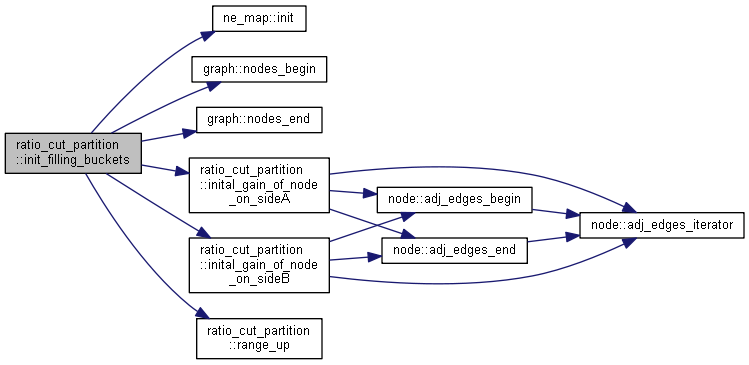 ratio_cut_partition
::init_filling_buckets
ne_map::init
graph::nodes_begin
graph::nodes_end
ratio_cut_partition
::inital_gain_of_node
_on_sideA
ratio_cut_partition
::inital_gain_of_node
_on_sideB
ratio_cut_partition
::range_up
node::adj_edges_begin
node::adj_edges_end
node::adj_edges_iterator